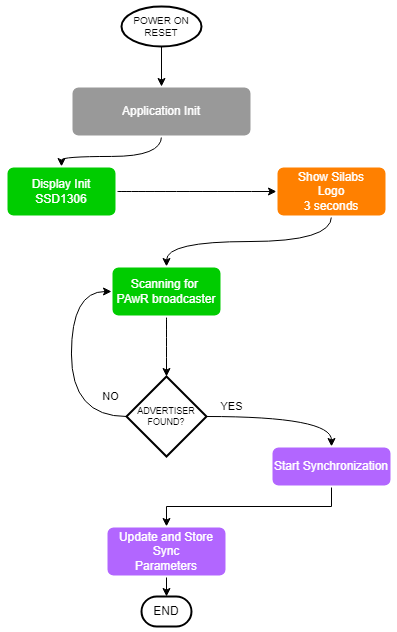 POWER ON
RESET
Application Init
Display Init
SSD1306
Show Silabs
Logo
3 seconds
Scanning for
PAwR broadcaster
ADVERTISER
FOUND?
NO
YES
Start Synchronization
Update and Store
Sync
Parameters
END